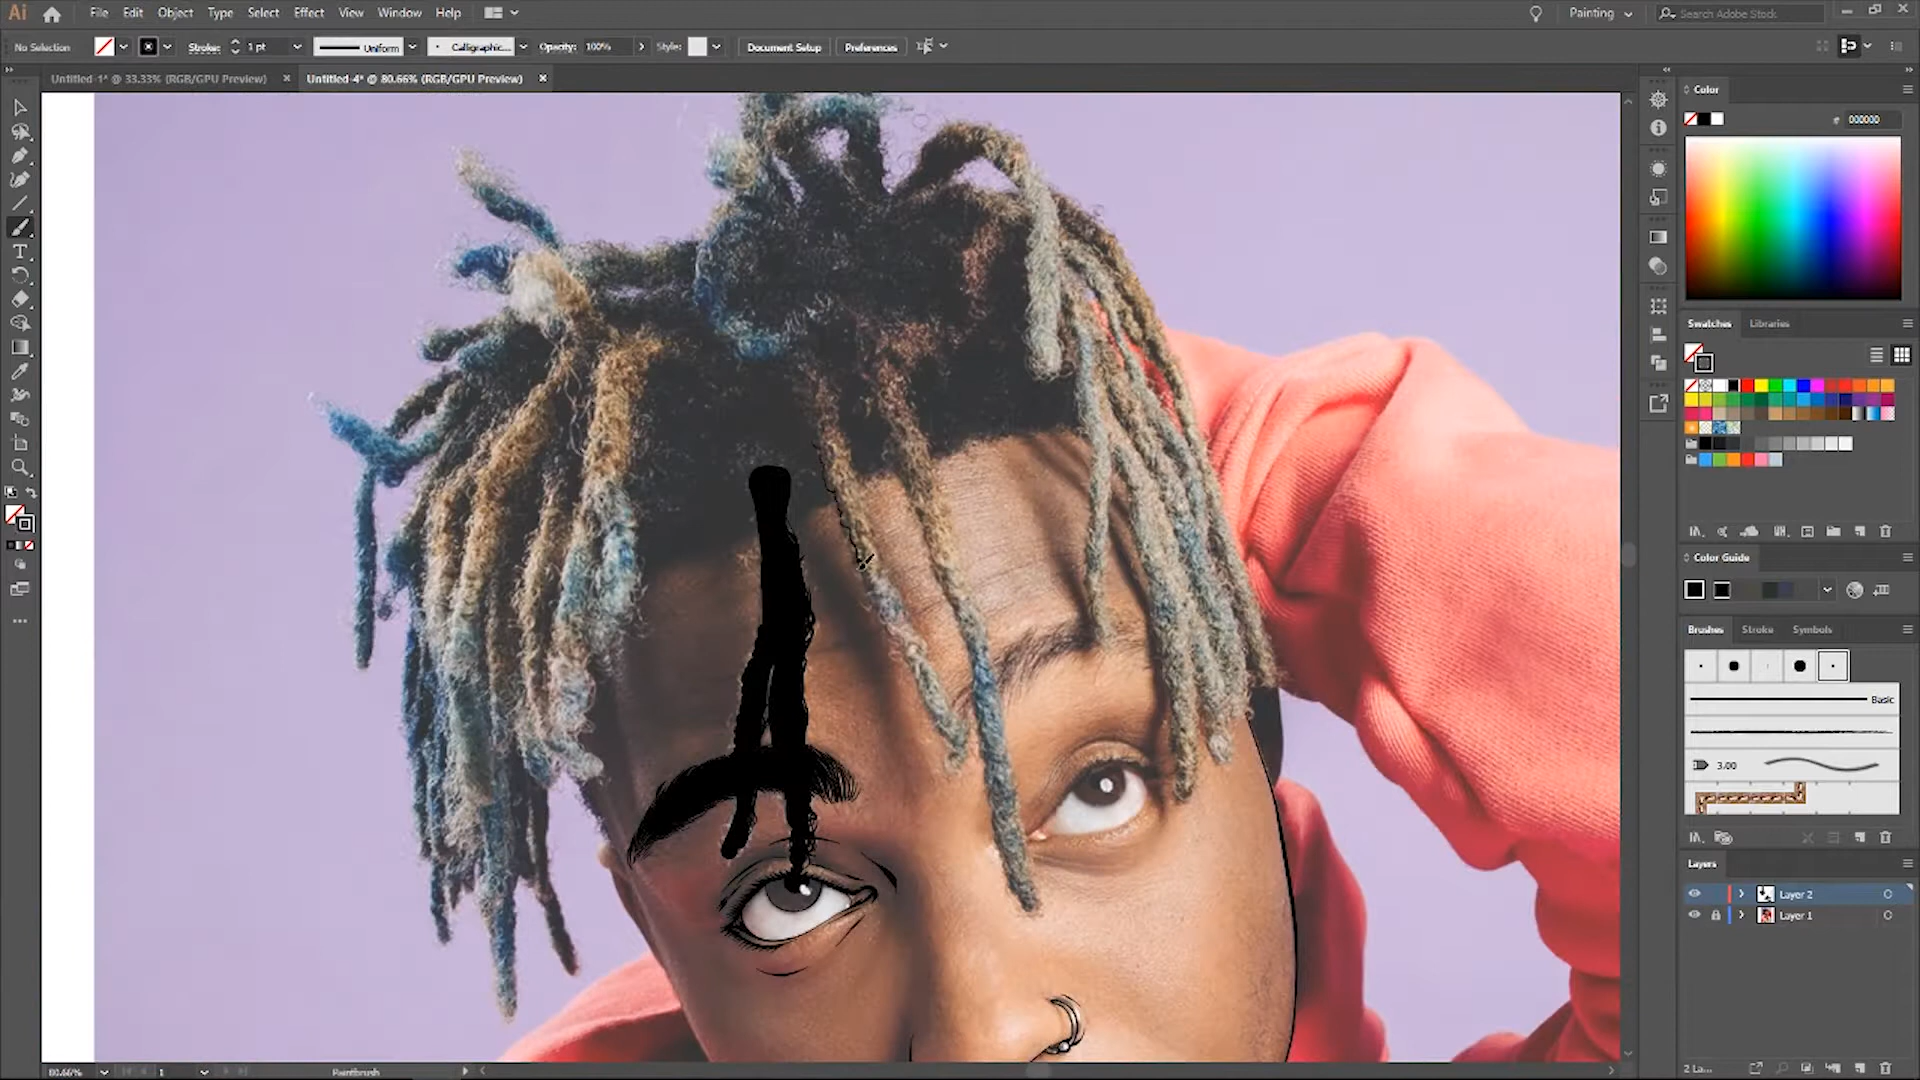 Ai File Edit Object Type Select Effect View Window Help Painting Search Adobe Stock
No Selection Stroke: 1 pt Uniform Calligraphic... Opacity: 100% Style: Document Setup Preferences
Untitled-1* @ 33.33% (RGB/GPU Preview) × Untitled-4* @ 80.66% (RGB/GPU Preview) ×
Color
# 000000
Swatches Libraries
Color Guide
Brushes Stroke Symbols
Basic
3.00
Layers
Layer 2
Layer 1
80.66% 1 Paintbrush 2 La...